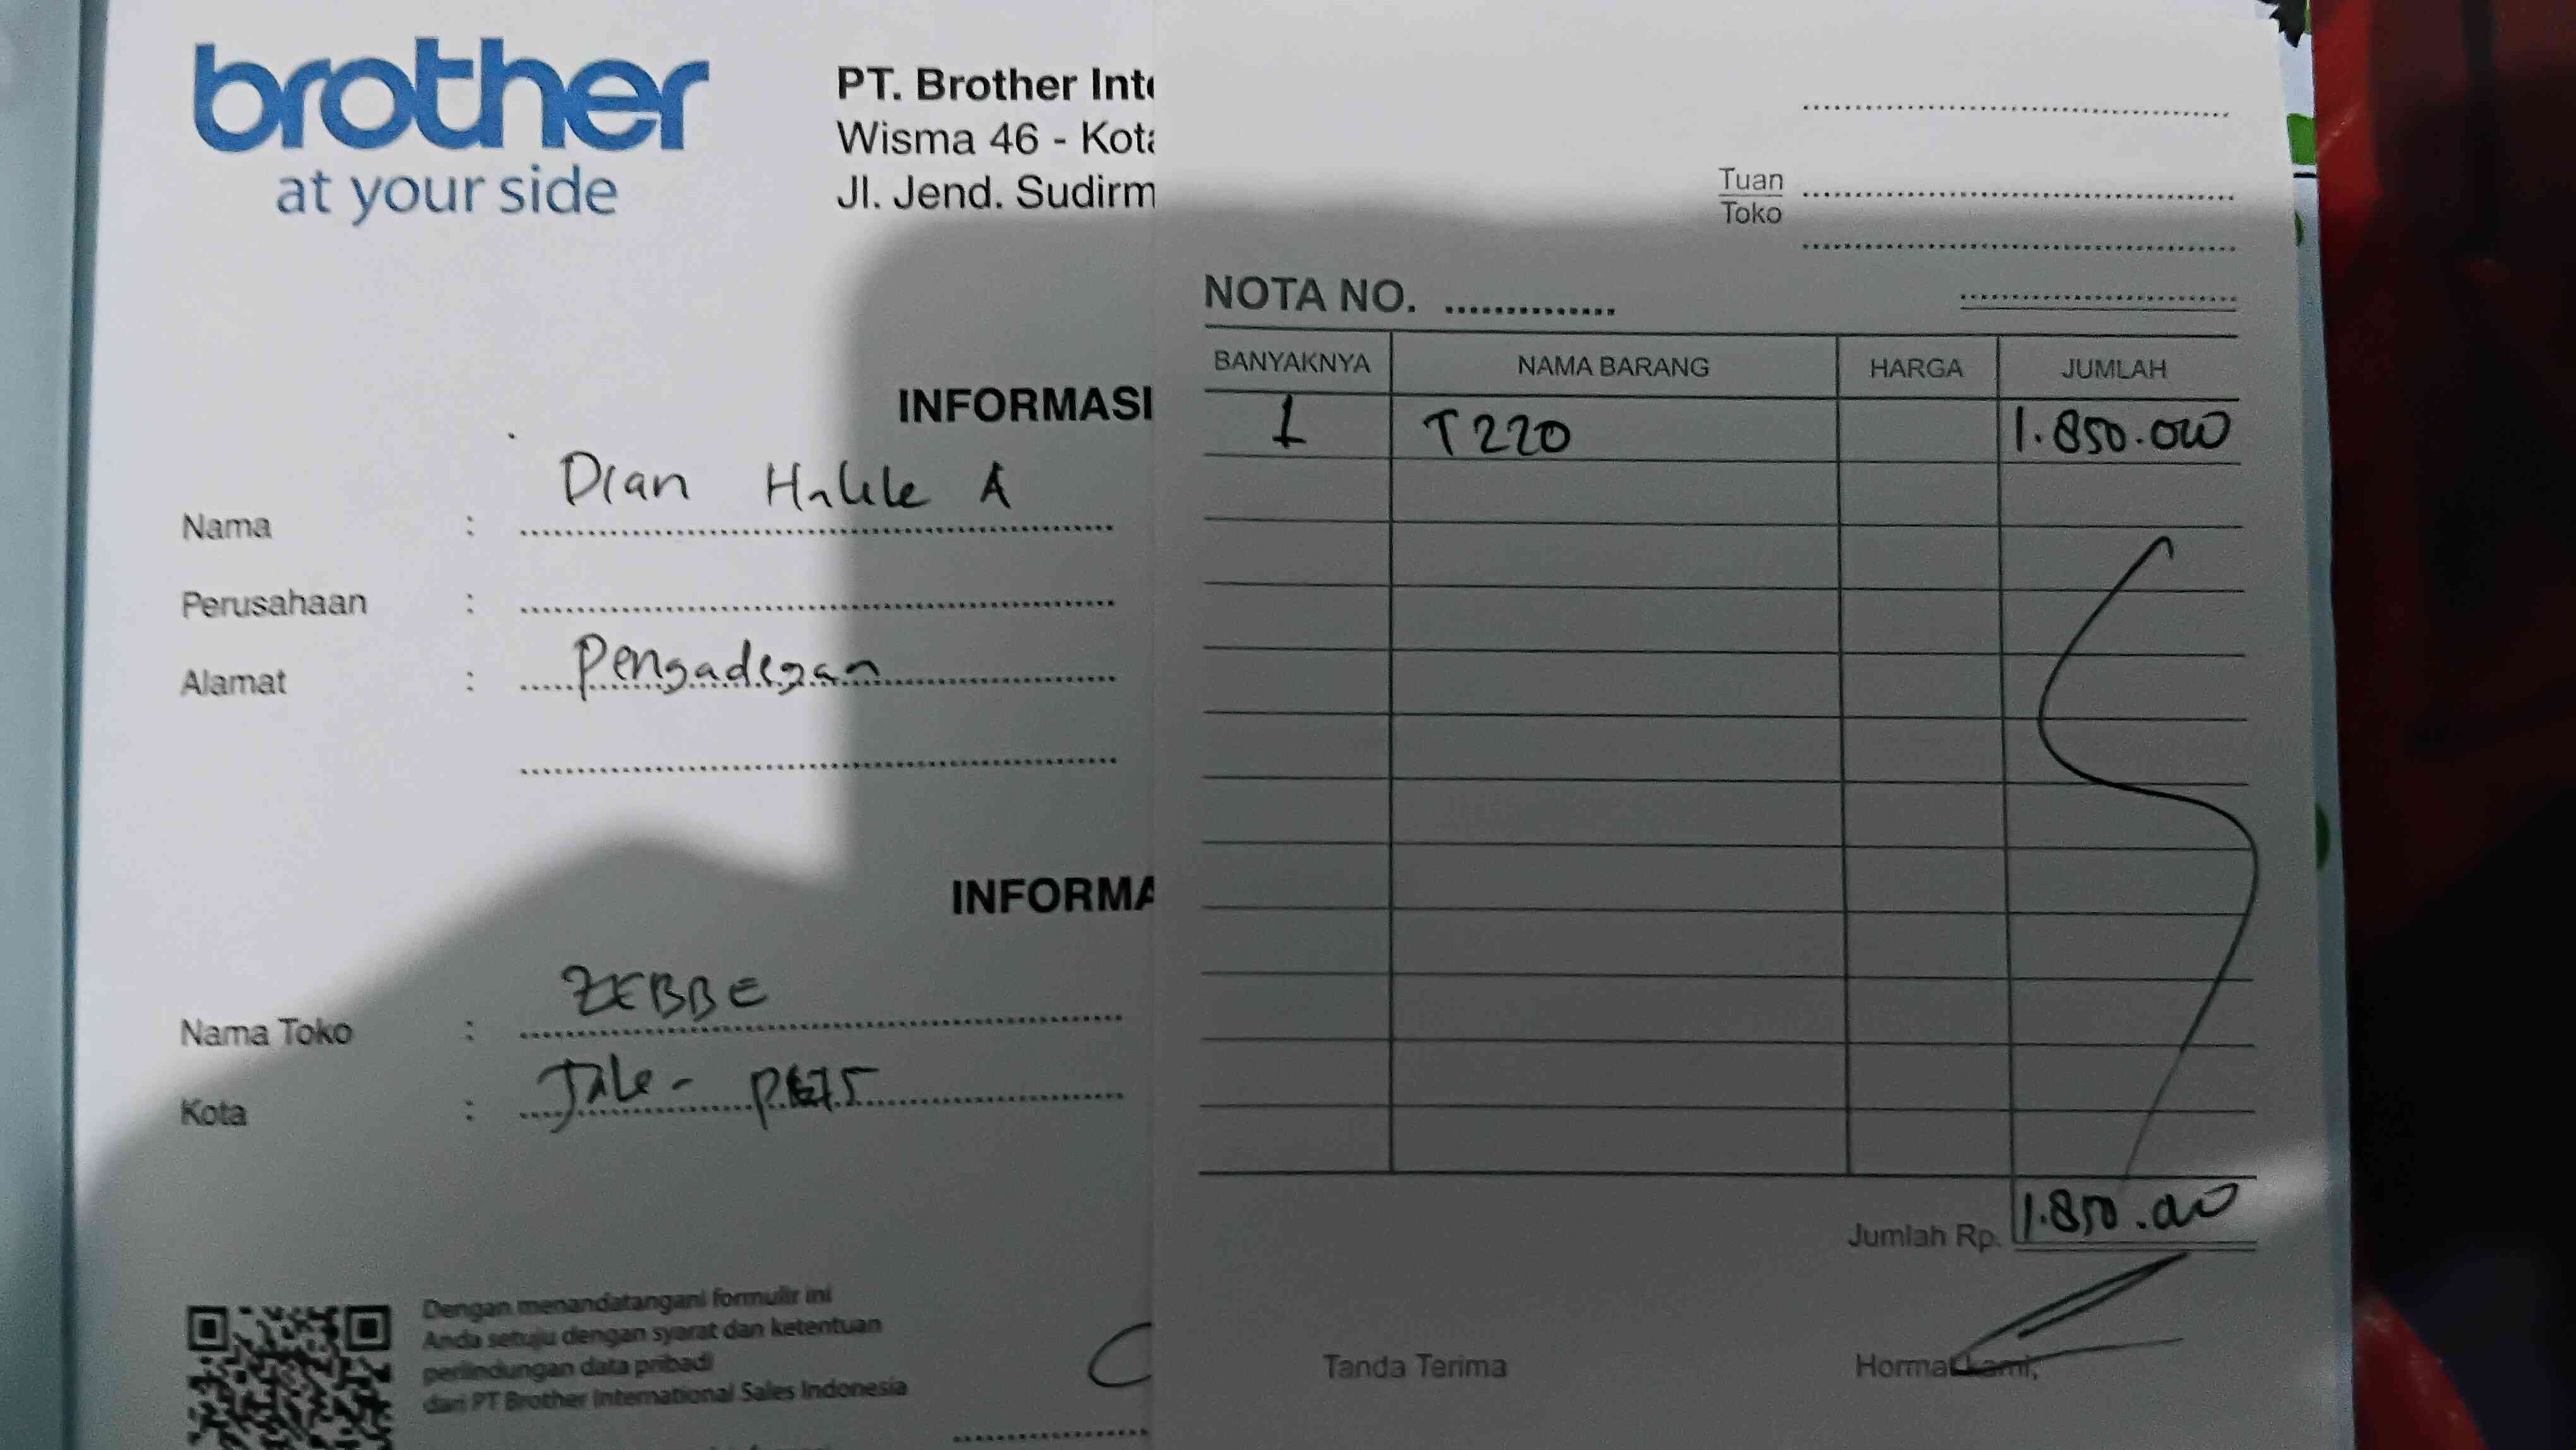 brother
at your side
PT. Brother Inte
Wisma 46 - Kota
Jl. Jend. Sudirm
INFORMASI
Nama : Dian A
Perusahaan :
Alamat : Pengadegan
INFORMA
Nama Toko : ZEBBE
Kota :
Dengan menandatangani formulir ini
Anda setuju dengan syarat dan ketentuan
perlindungan data pribadi
dari PT Brother International Sales Indonesia
Tuan
Toko
NOTA NO.
BANYAKNYA NAMA BARANG HARGA JUMLAH
1 T220 1.850.000
Jumlah Rp. 1.850.000
Tanda Terima Hormat kami,